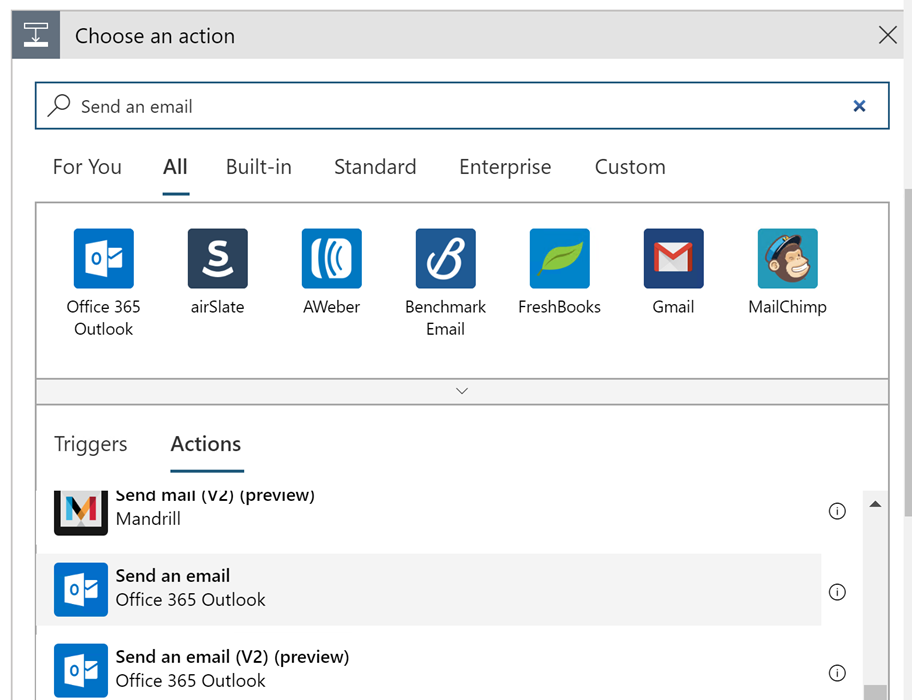 Choose an action
Send an email
For You All Built-in Standard Enterprise Custom
Office 365 Outlook
airSlate
AWeber
Benchmark Email
FreshBooks
Gmail
MailChimp
Triggers Actions
Send mail (V2) (preview)
Mandrill
Send an email
Office 365 Outlook
Send an email (V2) (preview)
Office 365 Outlook